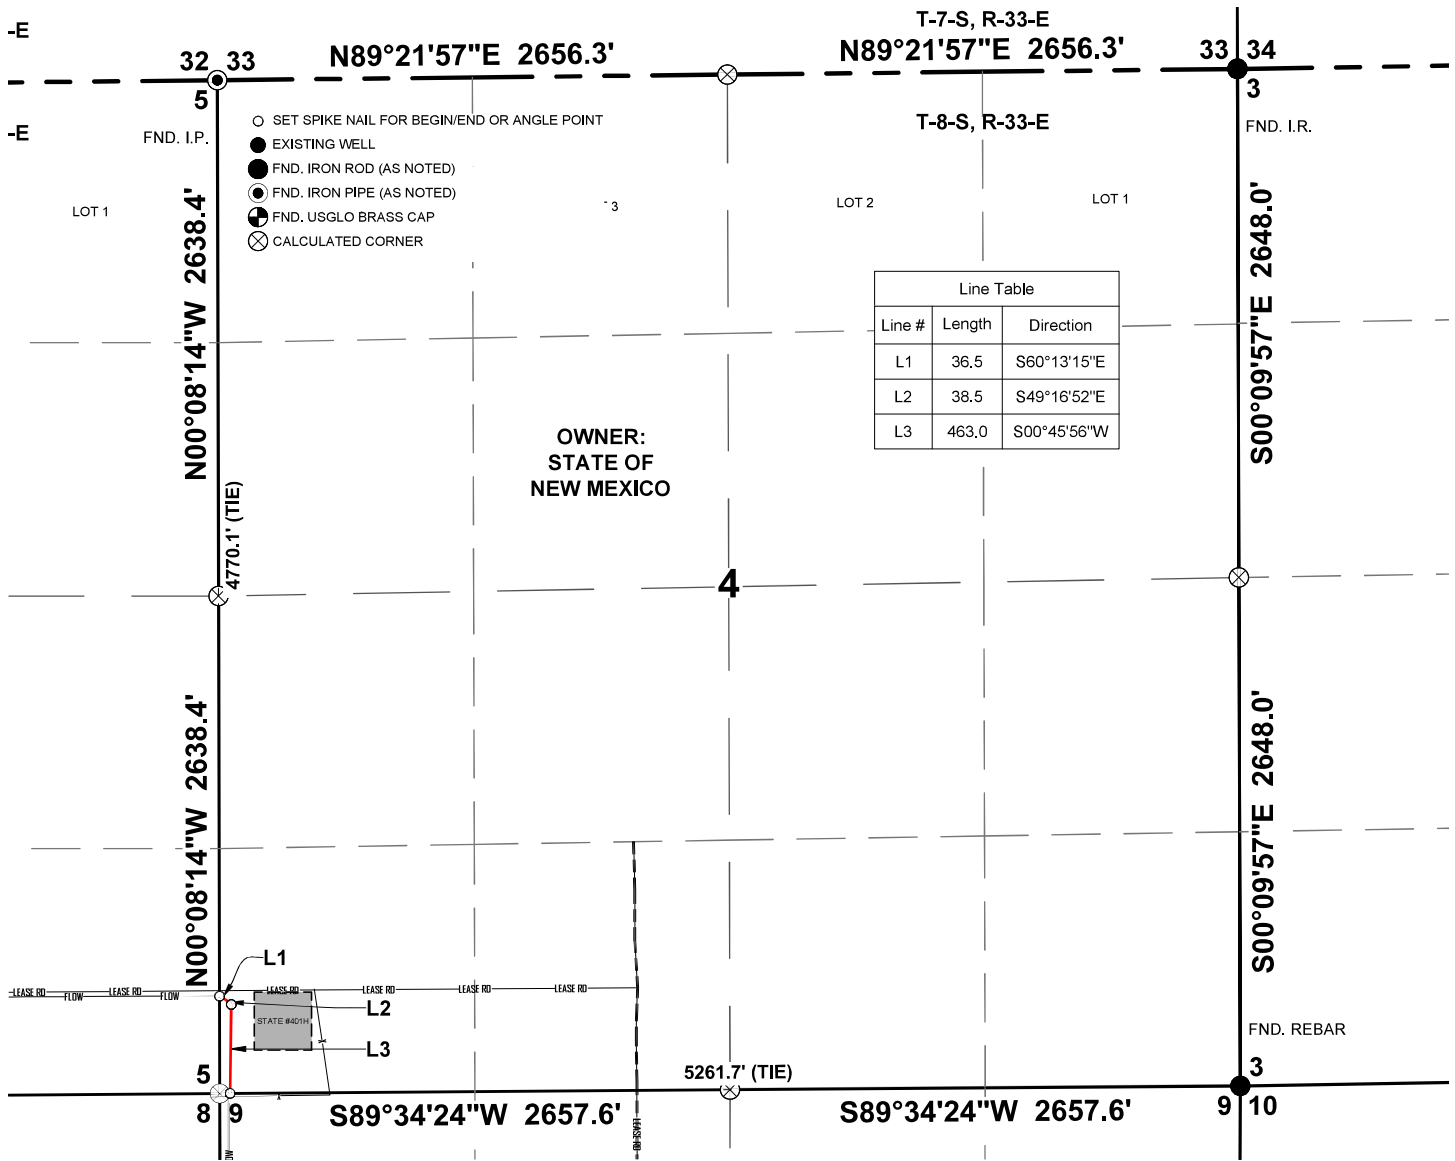 -E
T-7-S, R-33-E
32 33
N89°21'57"E 2656.3'
N89°21'57"E 2656.3'
33 34
5
3
-E
FND. I.P.
SET SPIKE NAIL FOR BEGIN/END OR ANGLE POINT
EXISTING WELL
FND. IRON ROD (AS NOTED)
FND. IRON PIPE (AS NOTED)
FND. USGLO BRASS CAP
CALCULATED CORNER
T-8-S, R-33-E
FND. I.R.
LOT 1
3
LOT 2
LOT 1
N00°08'14"W 2638.4'
S00°09'57"E 2648.0'
Line Table
Line # Length Direction
L1 36.5 S60°13'15"E
L2 38.5 S49°16'52"E
L3 463.0 S00°45'56"W
OWNER:
STATE OF
NEW MEXICO
4770.1' (TIE)
4
N00°08'14"W 2638.4'
S00°09'57"E 2648.0'
L1
LEASE RD FLOW LEASE RD FLOW
LEASE RD LEASE RD LEASE RD LEASE RD
L2
STATE #401H
L3
FND. REBAR
5
5261.7' (TIE)
3
8 9
S89°34'24"W 2657.6'
S89°34'24"W 2657.6'
9 10
LEASE RD